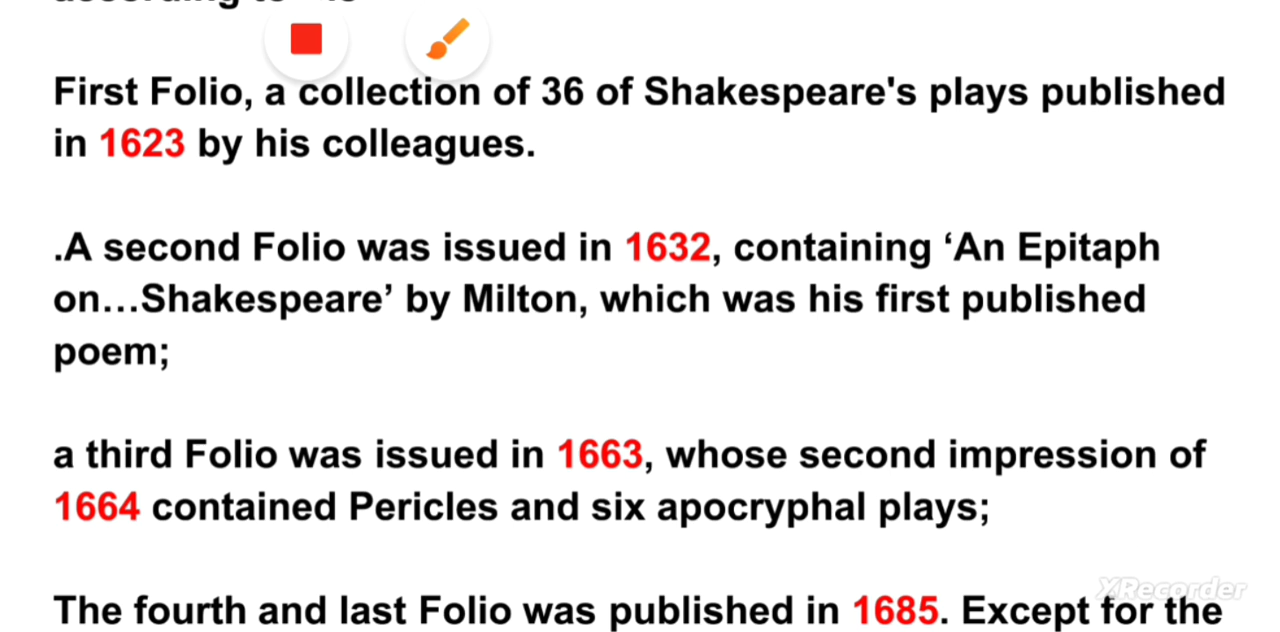 First Folio, a collection of 36 of Shakespeare's plays published
in 1623 by his colleagues.
.A second Folio was issued in 1632, containing ‘An Epitaph
on...Shakespeare’ by Milton, which was his first published
poem;
a third Folio was issued in 1663, whose second impression of
1664 contained Pericles and six apocryphal plays;
XRecorder
The fourth and last Folio was published in 1685. Except for the